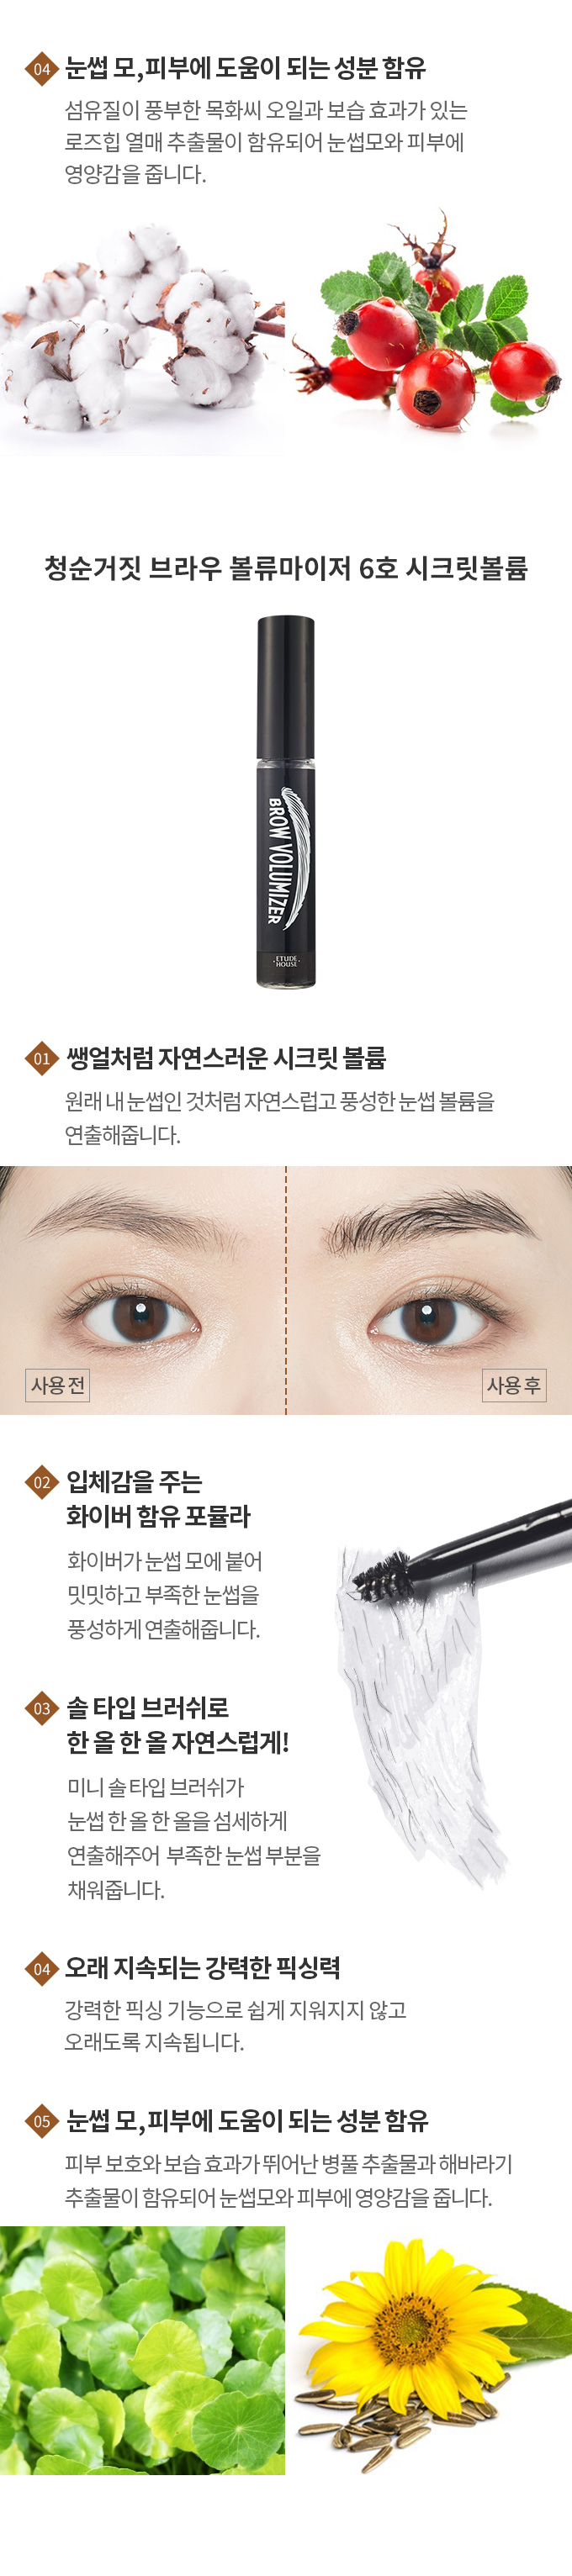 04 눈썹 모,피부에 도움이 되는 성분 함유
섬유질이 풍부한 목화씨 오일과 보습 효과가 있는
로즈힙 열매 추출물이 함유되어 눈썹모와 피부에
영양감을 줍니다.
청순거짓 브라우 볼류마이저 6호 시크릿볼륨
BROW VOLUMIZER
ETUDE
HOUSE
01 쌩얼처럼 자연스러운 시크릿 볼륨
원래 내 눈썹인 것처럼 자연스럽고 풍성한 눈썹 볼륨을
연출해줍니다.
사용 전
사용 후
02 입체감을 주는
화이버 함유 포뮬라
화이버가 눈썹 모에 붙어
밋밋하고 부족한 눈썹을
풍성하게 연출해줍니다.
03 솔 타입 브러쉬로
한 올 한 올 자연스럽게!
미니 솔 타입 브러쉬가
눈썹 한 올 한 올을 섬세하게
연출해주어 부족한 눈썹 부분을
채워줍니다.
04 오래 지속되는 강력한 픽싱력
강력한 픽싱 기능으로 쉽게 지워지지 않고
오래도록 지속됩니다.
05 눈썹 모,피부에 도움이 되는 성분 함유
피부 보호와 보습 효과가 뛰어난 병풀 추출물과 해바라기
추출물이 함유되어 눈썹모와 피부에 영양감을 줍니다.